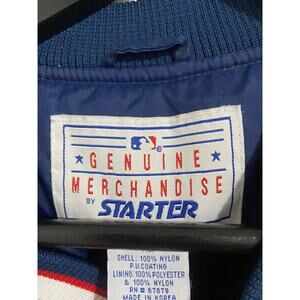 GENUINE
MERCHANDISE
BY STARTER
SHELL: 100% NYLON
P.U.COATING
LINING:100%POLYESTER
& 100% NYLON
RN # 67879
MADE IN KOREA